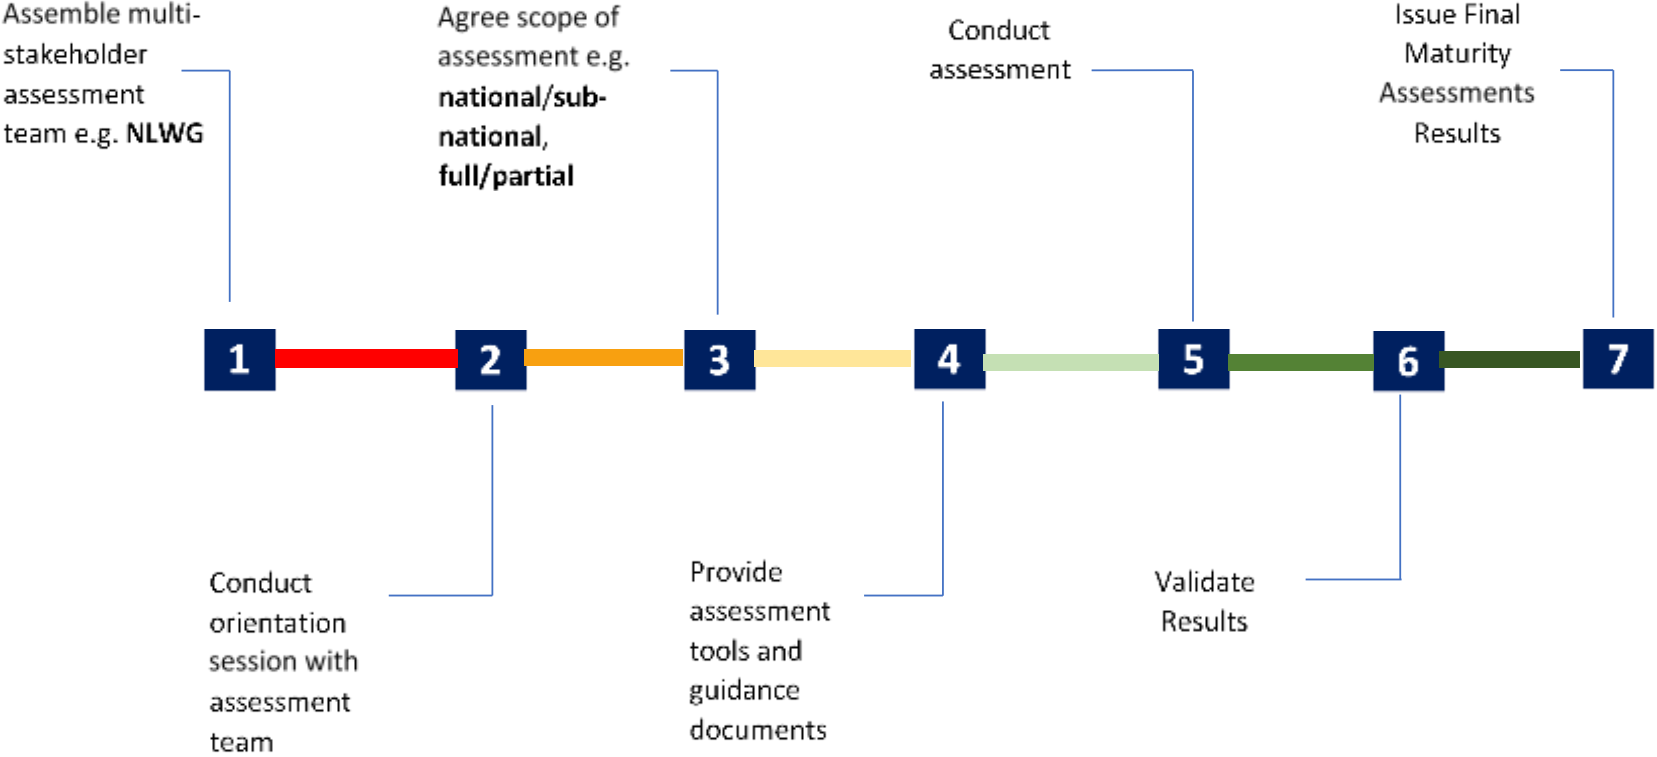 Assemble multi-
stakeholder
assessment
team e.g. NLWG
Agree scope of
assessment e.g.
national/sub-
national,
full/partial
Conduct
assessment
Issue Final
Maturity
Assessments
Results
1
2
3
4
5
6
7
Conduct
orientation
session with
assessment
team
Provide
assessment
tools and
guidance
documents
Validate
Results